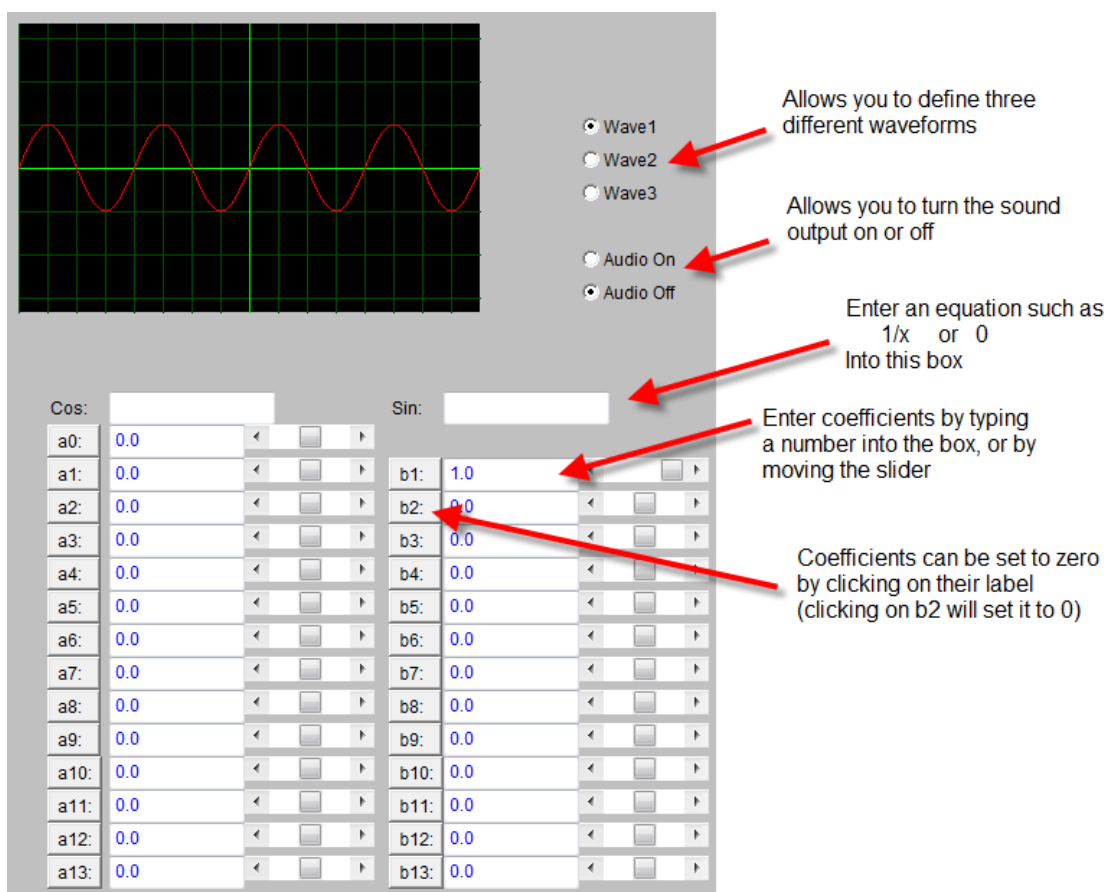 Wave1
Wave2
Wave3
Audio On
Audio Off
Allows you to define three
different waveforms
Allows you to turn the sound
output on or off
Enter an equation such as
1/x or 0
Into this box
Cos:
Sin:
Enter coefficients by typing
a number into the box, or by
moving the slider
Coefficients can be set to zero
by clicking on their label
(clicking on b2 will set it to 0)
a0: 0.0
a1: 0.0 b1: 1.0
a2: 0.0 b2: 0.0
a3: 0.0 b3: 0.0
a4: 0.0 b4: 0.0
a5: 0.0 b5: 0.0
a6: 0.0 b6: 0.0
a7: 0.0 b7: 0.0
a8: 0.0 b8: 0.0
a9: 0.0 b9: 0.0
a10: 0.0 b10: 0.0
a11: 0.0 b11: 0.0
a12: 0.0 b12: 0.0
a13: 0.0 b13: 0.0